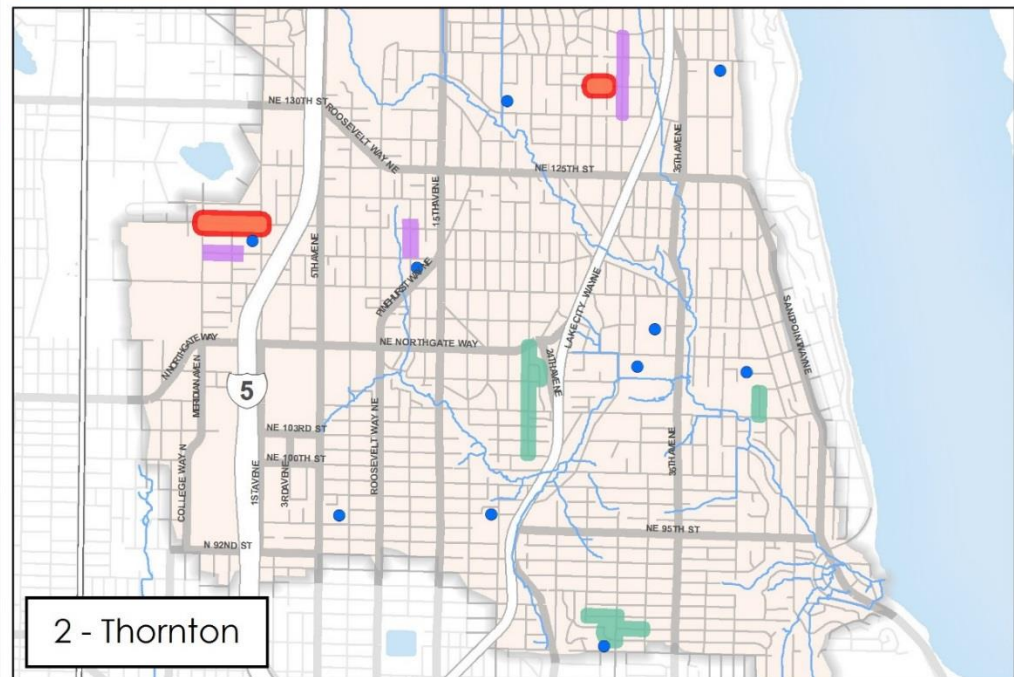 NE 130TH ST
ROOSEVELT WAY NE
NE 125TH ST
35TH AVE NE
15TH AVE NE
5TH AVE NE
PINEHURST WAY NE
LAKE CITY WAY NE
SAND POINT WAY NE
N NORTHGATE WAY
NE NORTHGATE WAY
24TH AVE NE
MERIDIAN AVE N
5
ROOSEVELT WAY NE
NE 103RD ST
NE 100TH ST
35TH AVE NE
COLLEGE WAY N
1ST AVE NE
3RD AVE NE
NE 95TH ST
N 92ND ST
2 - Thornton